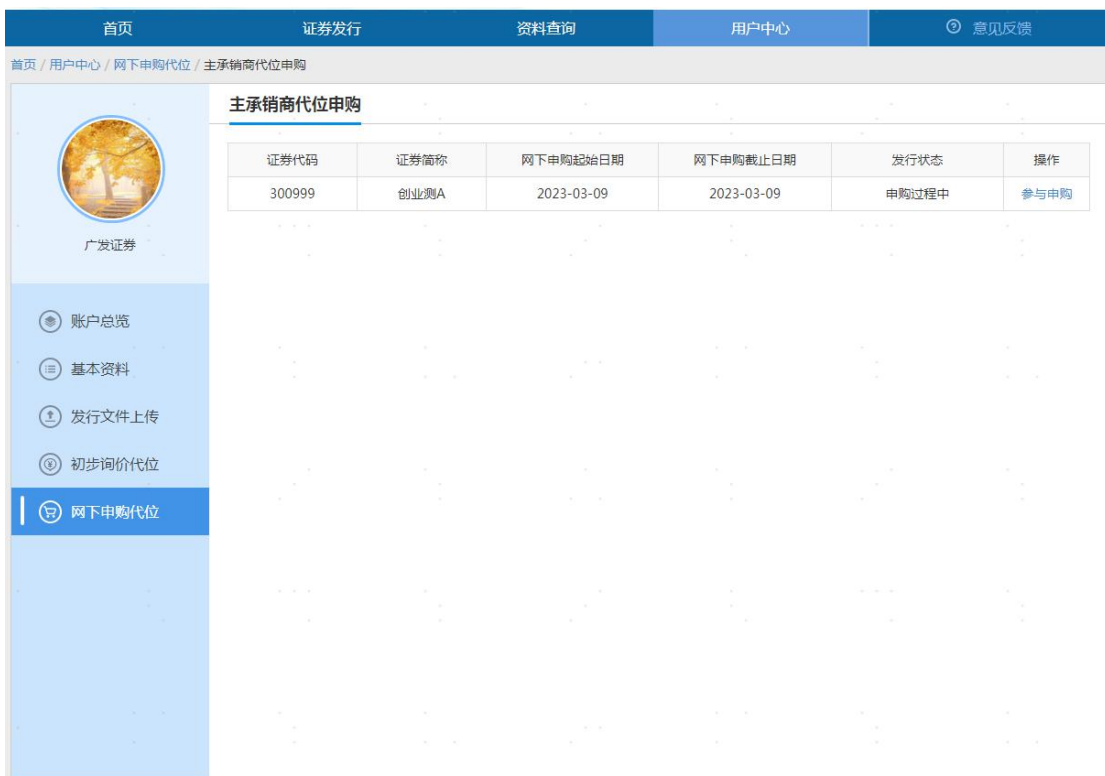 首页 证券发行 资料查询 用户中心 意见反馈
首页 / 用户中心 / 网下申购代位 / 主承销商代位申购
主承销商代位申购
证券代码 证券简称 网下申购起始日期 网下申购截止日期 发行状态 操作
300999 创业测A 2023-03-09 2023-03-09 申购过程中 参与申购
广发证券
账户总览
基本资料
发行文件上传
初步询价代位
网下申购代位